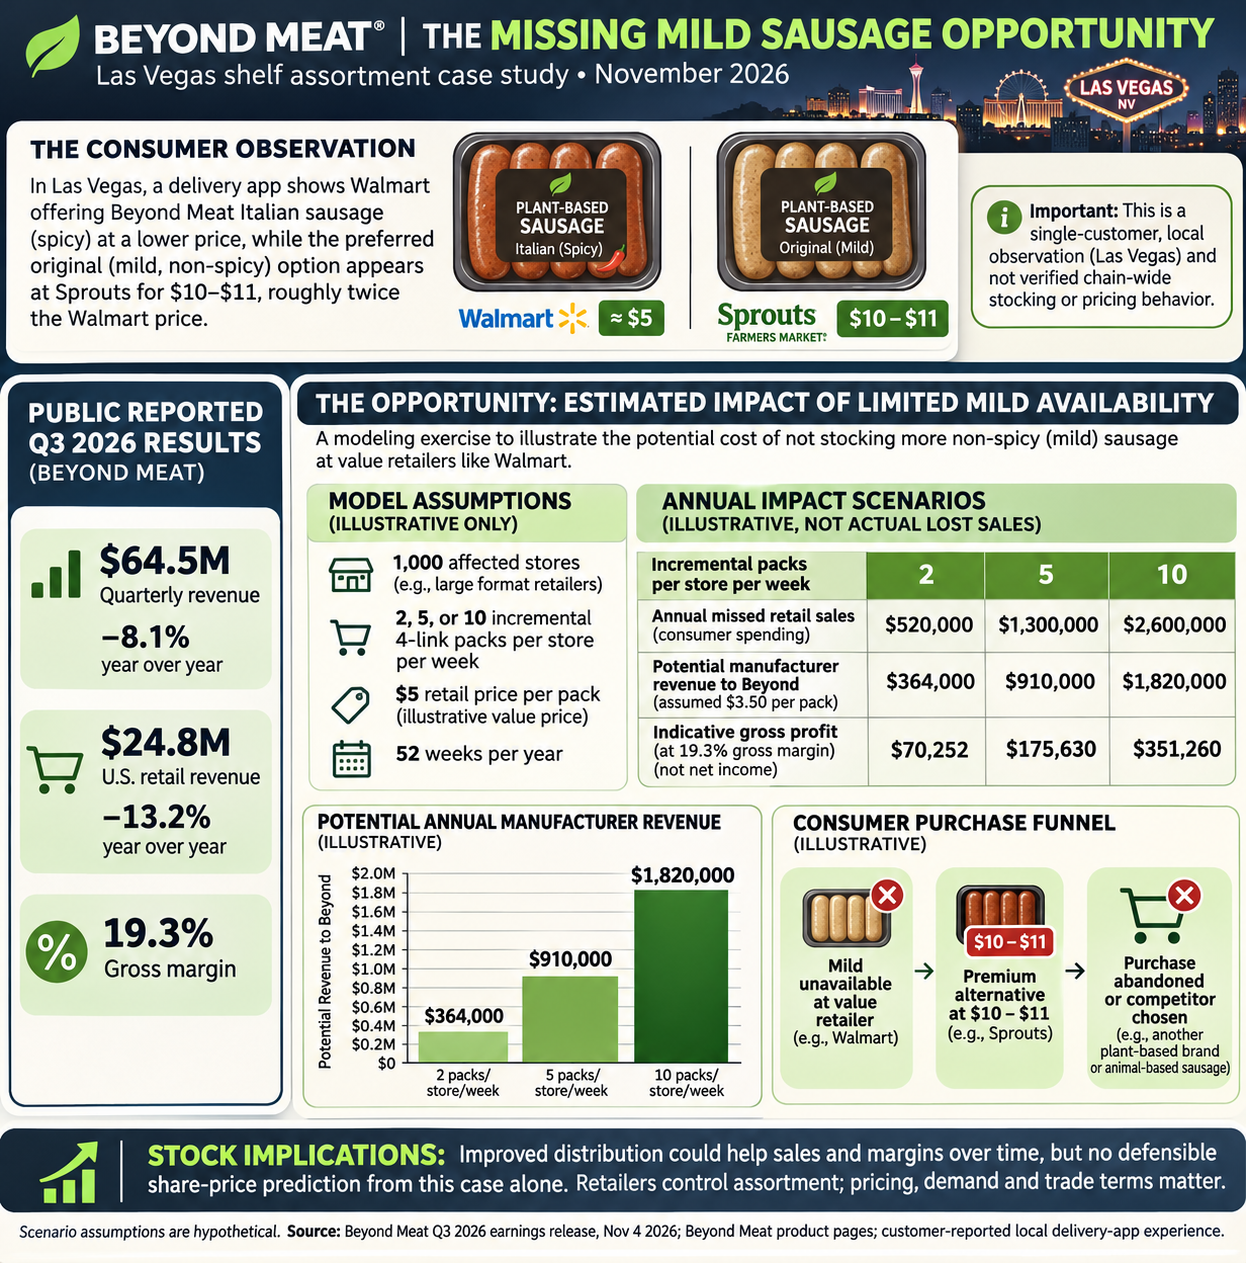 BEYOND MEAT® | THE MISSING MILD SAUSAGE OPPORTUNITY
Las Vegas shelf assortment case study • November 2026
LAS VEGAS
NV
THE CONSUMER OBSERVATION
In Las Vegas, a delivery app shows Walmart
offering Beyond Meat Italian sausage
(spicy) at a lower price, while the preferred
original (mild, non-spicy) option appears
at Sprouts for $10–$11, roughly twice
the Walmart price.
PLANT-BASED
SAUSAGE
Italian (Spicy)
Walmart
≈ $5
PLANT-BASED
SAUSAGE
Original (Mild)
Sprouts
FARMERS MARKET®
$10 – $11
Important: This is a
single-customer, local
observation (Las Vegas) and
not verified chain-wide
stocking or pricing behavior.
PUBLIC REPORTED
Q3 2026 RESULTS
(BEYOND MEAT)
$64.5M
Quarterly revenue
–8.1%
year over year
$24.8M
U.S. retail revenue
–13.2%
year over year
%
19.3%
Gross margin
THE OPPORTUNITY: ESTIMATED IMPACT OF LIMITED MILD AVAILABILITY
A modeling exercise to illustrate the potential cost of not stocking more non-spicy (mild) sausage
at value retailers like Walmart.
MODEL ASSUMPTIONS
(ILLUSTRATIVE ONLY)
1,000 affected stores
(e.g., large format retailers)
2, 5, or 10 incremental
4-link packs per store
per week
$5 retail price per pack
(illustrative value price)
52 weeks per year
ANNUAL IMPACT SCENARIOS
(ILLUSTRATIVE, NOT ACTUAL LOST SALES)
Incremental packs
per store per week
2 5 10
Annual missed retail sales
(consumer spending)
$520,000 $1,300,000 $2,600,000
Potential manufacturer
revenue to Beyond
(assumed $3.50 per pack)
$364,000 $910,000 $1,820,000
Indicative gross profit
(at 19.3% gross margin)
(not net income)
$70,252 $175,630 $351,260
POTENTIAL ANNUAL MANUFACTURER REVENUE
(ILLUSTRATIVE)
Potential Revenue to Beyond
$2.0M
$1.8M
$1.6M
$1.4M
$1.2M
$1.0M
$0.8M
$0.6M
$0.4M
$0.2M
$0
$364,000
$910,000
$1,820,000
2 packs/
store/week
5 packs/
store/week
10 packs/
store/week
CONSUMER PURCHASE FUNNEL
(ILLUSTRATIVE)
Mild
unavailable
at value
retailer
(e.g., Walmart)
$10 – $11
Premium
alternative
at $10 – $11
(e.g., Sprouts)
Purchase
abandoned
or competitor
chosen
(e.g., another
plant-based brand
or animal-based sausage)
STOCK IMPLICATIONS: Improved distribution could help sales and margins over time, but no defensible
share-price prediction from this case alone. Retailers control assortment; pricing, demand and trade terms matter.
Scenario assumptions are hypothetical. Source: Beyond Meat Q3 2026 earnings release, Nov 4 2026; Beyond Meat product pages; customer-reported local delivery-app experience.